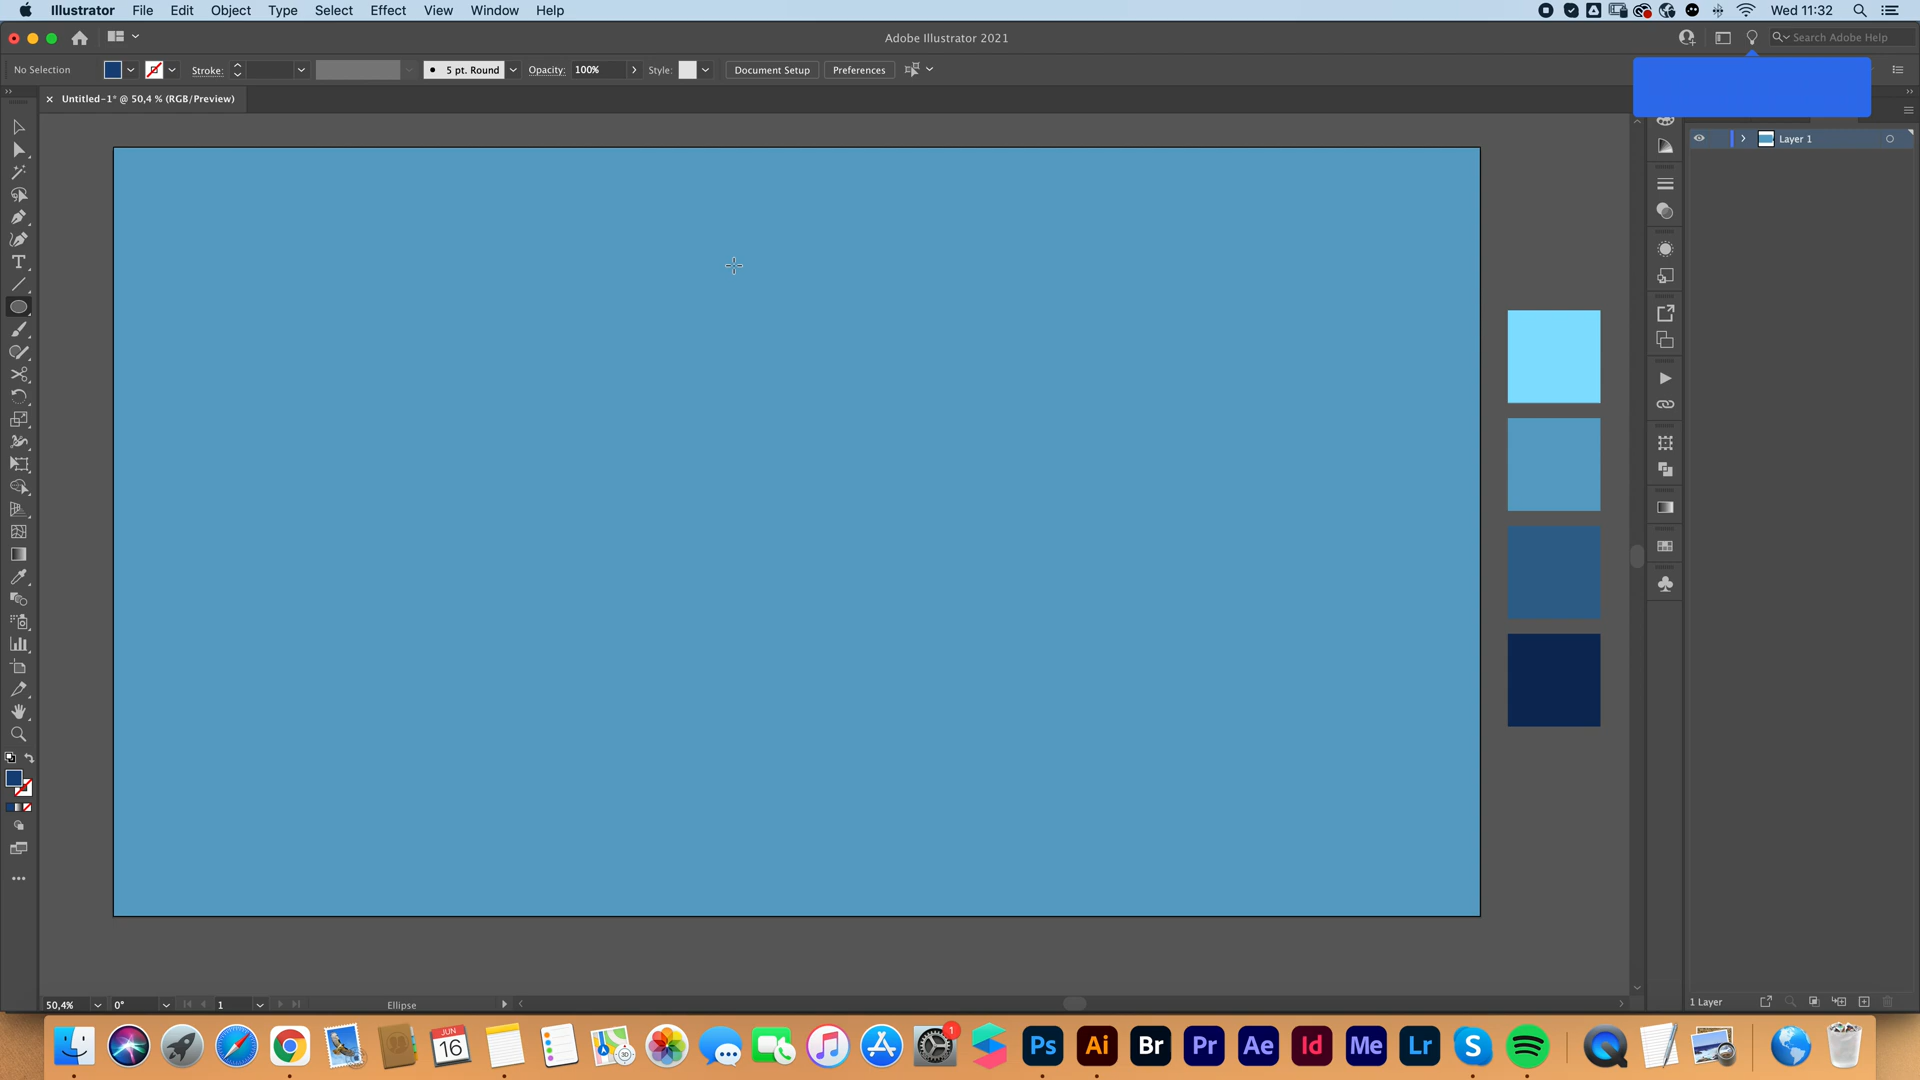 Illustrator File Edit Object Type Select Effect View Window Help
Wed 11:32
Adobe Illustrator 2021
Search Adobe Help
No Selection
Stroke:
5 pt. Round
Opacity: 100%
Style:
Document Setup
Preferences
Untitled-1* @ 50,4 % (RGB/Preview)
Layer 1
50,4%
0°
1
Ellipse
1 Layer
JUN
16
1
Ps
Ai
Br
Pr
Ae
Id
Me
Lr
S